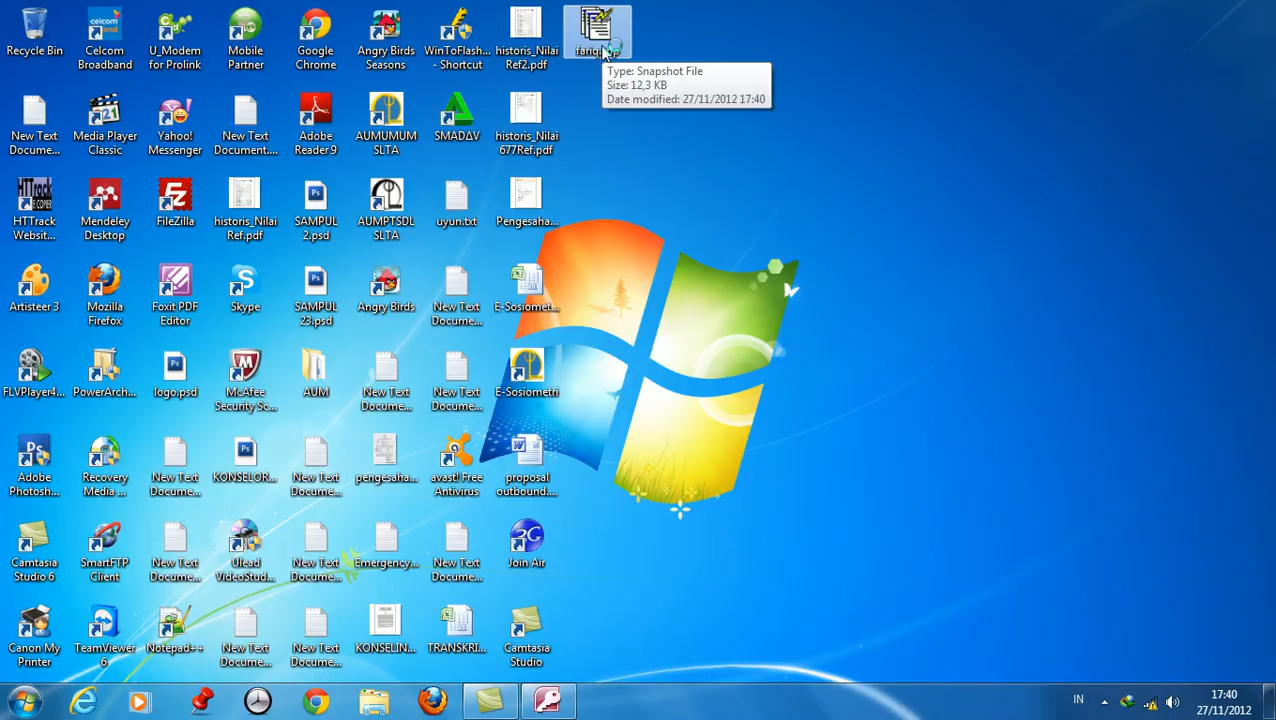 Recycle Bin
Celcom
Broadband
U_Modem
for Prolink
Mobile
Partner
Google
Chrome
Angry Birds
Seasons
WinToFlash...
- Shortcut
historis_Nilai
Ref2.pdf
Type: Snapshot File
Size: 12,3 KB
Date modified: 27/11/2012 17:40
New Text
Docume...
Media Player
Classic
Yahoo!
Messenger
New Text
Document....
Adobe
Reader 9
AUMUMUM
SLTA
SMADΔV
historis_Nilai
677Ref.pdf
HTTrack
Websit...
Mendeley
Desktop
FileZilla
historis_Nilai
Ref.pdf
SAMPUL
2.psd
AUMPTSDL
SLTA
uyun.txt
Pengesaha...
Artisteer 3
Mozilla
Firefox
Foxit PDF
Editor
Skype
SAMPUL
23.psd
Angry Birds
New Text
Docume...
E-Sosiomet...
FLVPlayer4...
PowerArch...
logo.psd
McAfee
Security Sc...
AUM
New Text
Docume...
New Text
Docume...
E-Sosiometri
Adobe
Photosh...
Recovery
Media ...
New Text
Docume...
KONSELOR...
New Text
Docume...
pengesaha...
avast! Free
Antivirus
proposal
outbound....
Camtasia
Studio 6
SmartFTP
Client
New Text
Docume...
Ulead
VideoStud...
New Text
Docume...
Emergency...
New Text
Docume...
Join Air
Canon My
Printer
TeamViewer
6
Notepad++
New Text
Docume...
New Text
Docume...
KONSELIN...
TRANSKRI...
Camtasia
Studio
IN
17:40
27/11/2012